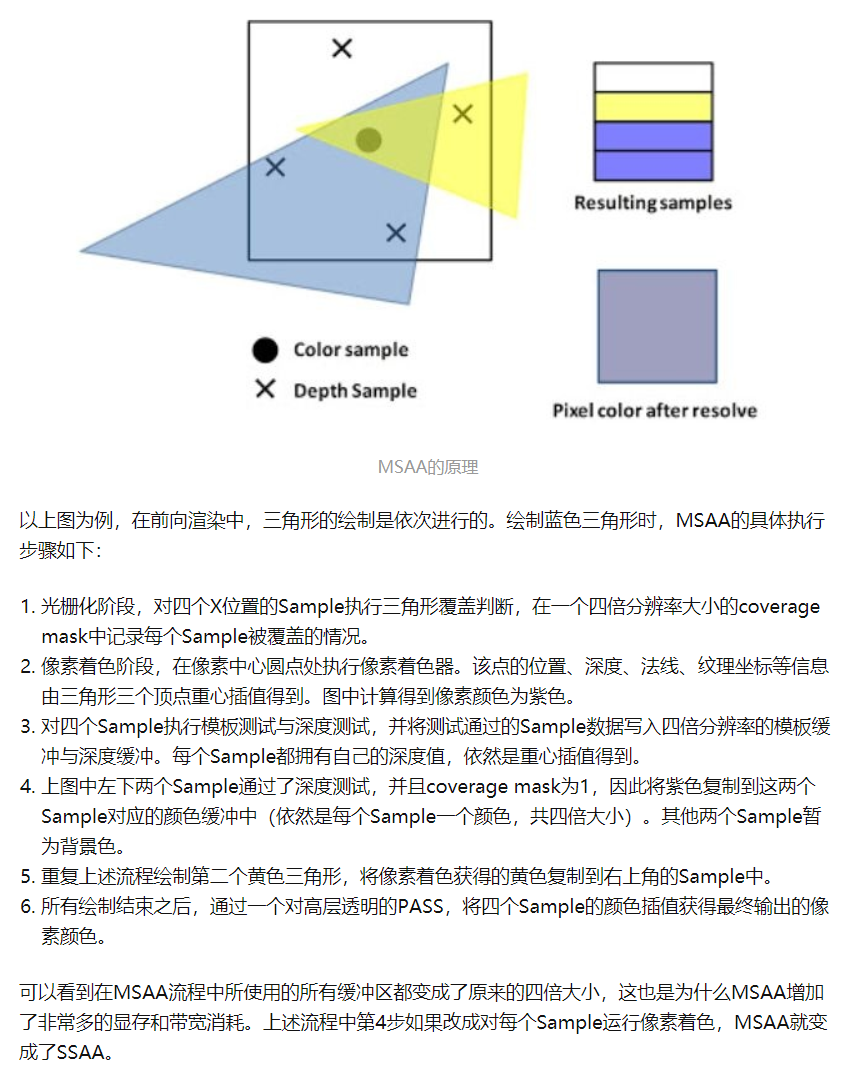 Resulting samples
Color sample
Depth Sample
Pixel color after resolve
MSAA的原理
以上图为例，在前向渲染中，三角形的绘制是依次进行的。绘制蓝色三角形时，MSAA的具体执行
步骤如下：
1. 光栅化阶段，对四个X位置的Sample执行三角形覆盖判断，在一个四倍分辨率大小的coverage
mask中记录每个Sample被覆盖的情况。
2. 像素着色阶段，在像素中心圆点处执行像素着色器。该点的位置、深度、法线、纹理坐标等信息
由三角形三个顶点重心插值得到。图中计算得到像素颜色为紫色。
3. 对四个Sample执行模板测试与深度测试，并将测试通过的Sample数据写入四倍分辨率的模板缓
冲与深度缓冲。每个Sample都拥有自己的深度值，依然是重心插值得到。
4. 上图中左下两个Sample通过了深度测试，并且coverage mask为1，因此将紫色复制到这两个
Sample对应的颜色缓冲中（依然是每个Sample一个颜色，共四倍大小）。其他两个Sample暂
为背景色。
5. 重复上述流程绘制第二个黄色三角形，将像素着色获得的黄色复制到右上角的Sample中。
6. 所有绘制结束之后，通过一个对高层透明的PASS，将四个Sample的颜色插值获得最终输出的像
素颜色。
可以看到在MSAA流程中所使用的所有缓冲区都变成了原来的四倍大小，这也是为什么MSAA增加
了非常多的显存和带宽消耗。上述流程中第4步如果改成对每个Sample运行像素着色，MSAA就变
成了SSAA。